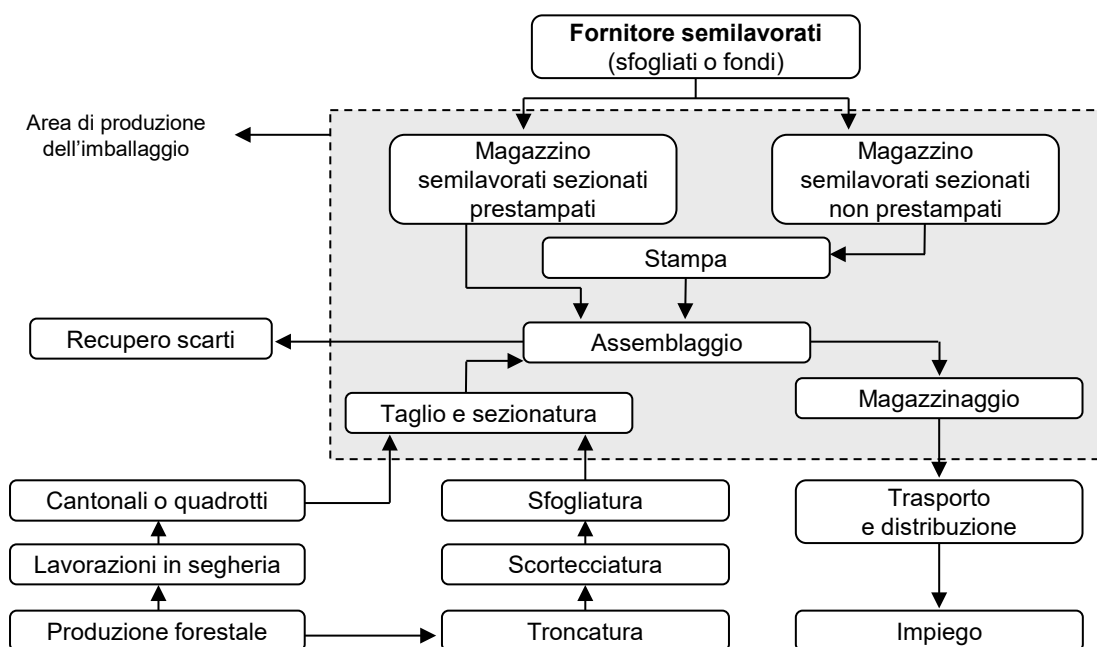 Fornitore semilavorati
(sfogliati o fondi)
Area di produzione
dell'imballaggio
Magazzino
semilavorati sezionati
prestampati
Magazzino
semilavorati sezionati
non prestampati
Stampa
Recupero scarti
Assemblaggio
Taglio e sezionatura
Magazzinaggio
Cantonali o quadrotti
Sfogliatura
Trasporto
e distribuzione
Lavorazioni in segheria
Scortecciatura
Produzione forestale
Troncatura
Impiego